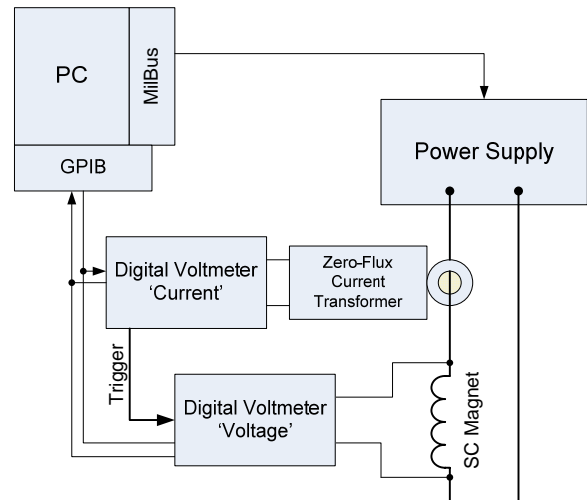 PC
MilBus
GPIB
Power Supply
Digital Voltmeter
‘Current’
Zero-Flux
Current
Transformer
Trigger
Digital Voltmeter
‘Voltage’
SC Magnet